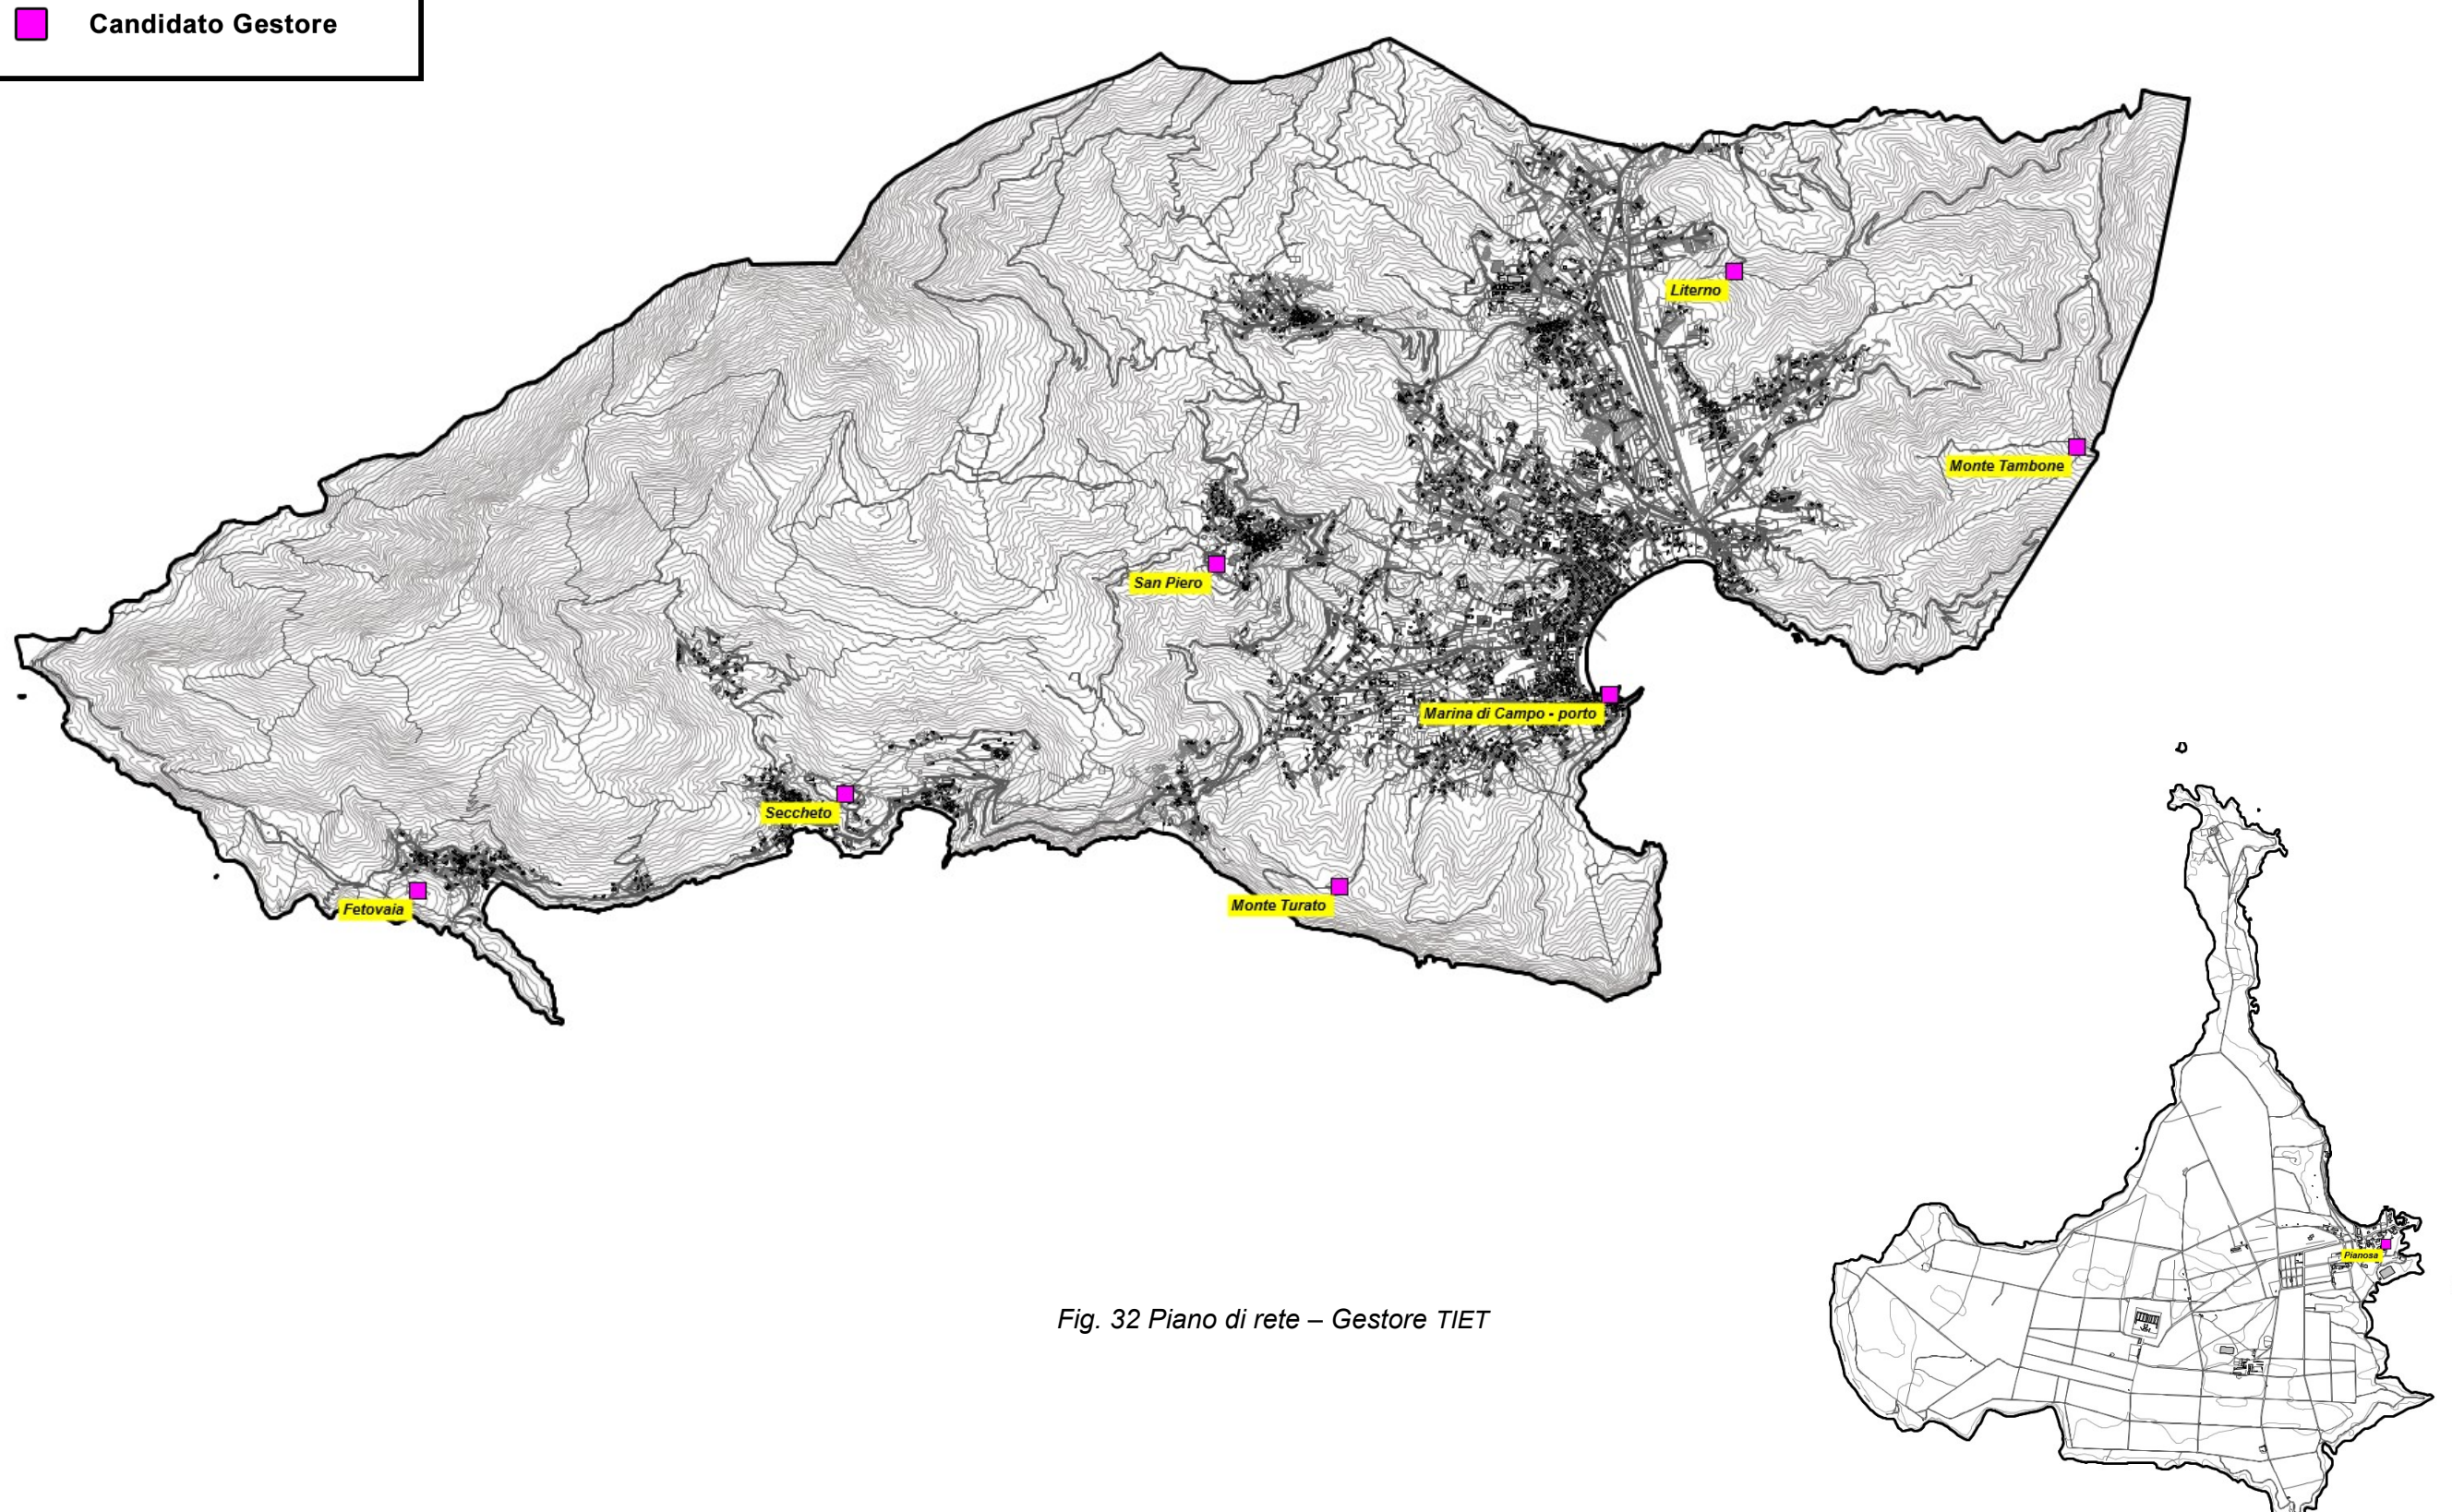 Candidato Gestore
Literno
Monte Tambone
San Piero
Marina di Campo - porto
Seccheto
Monte Turato
Fetovaia
Pianosa
Fig. 32 Piano di rete – Gestore TIET